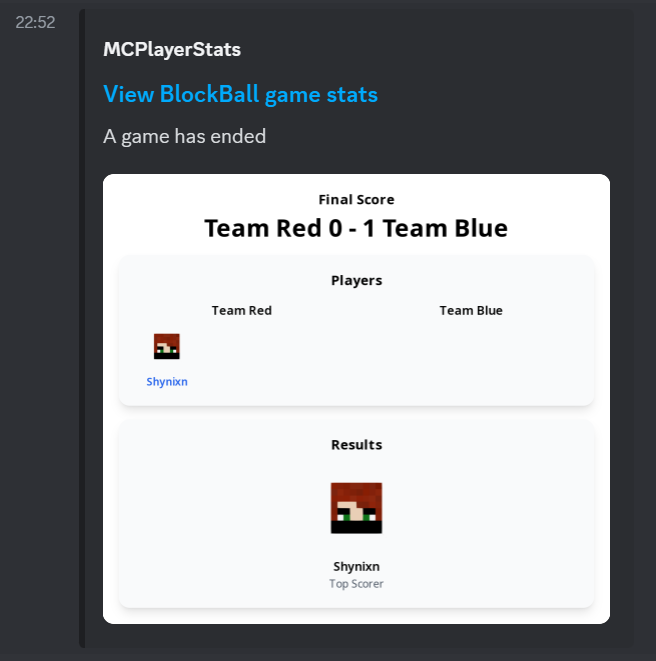 22:52
MCPlayerStats
View BlockBall game stats
A game has ended
Final Score
Team Red 0 - 1 Team Blue
Players
Team Red
Team Blue
Shynixn
Results
Shynixn
Top Scorer